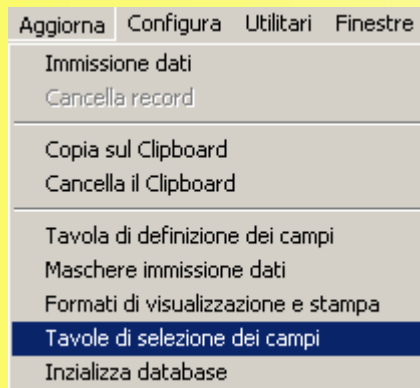 Aggiorna Configura Utilitari Finestre
Immissione dati
Cancella record
Copia sul Clipboard
Cancella il Clipboard
Tavola di definizione dei campi
Maschere immissione dati
Formati di visualizzazione e stampa
Tavole di selezione dei campi
Inzializza database